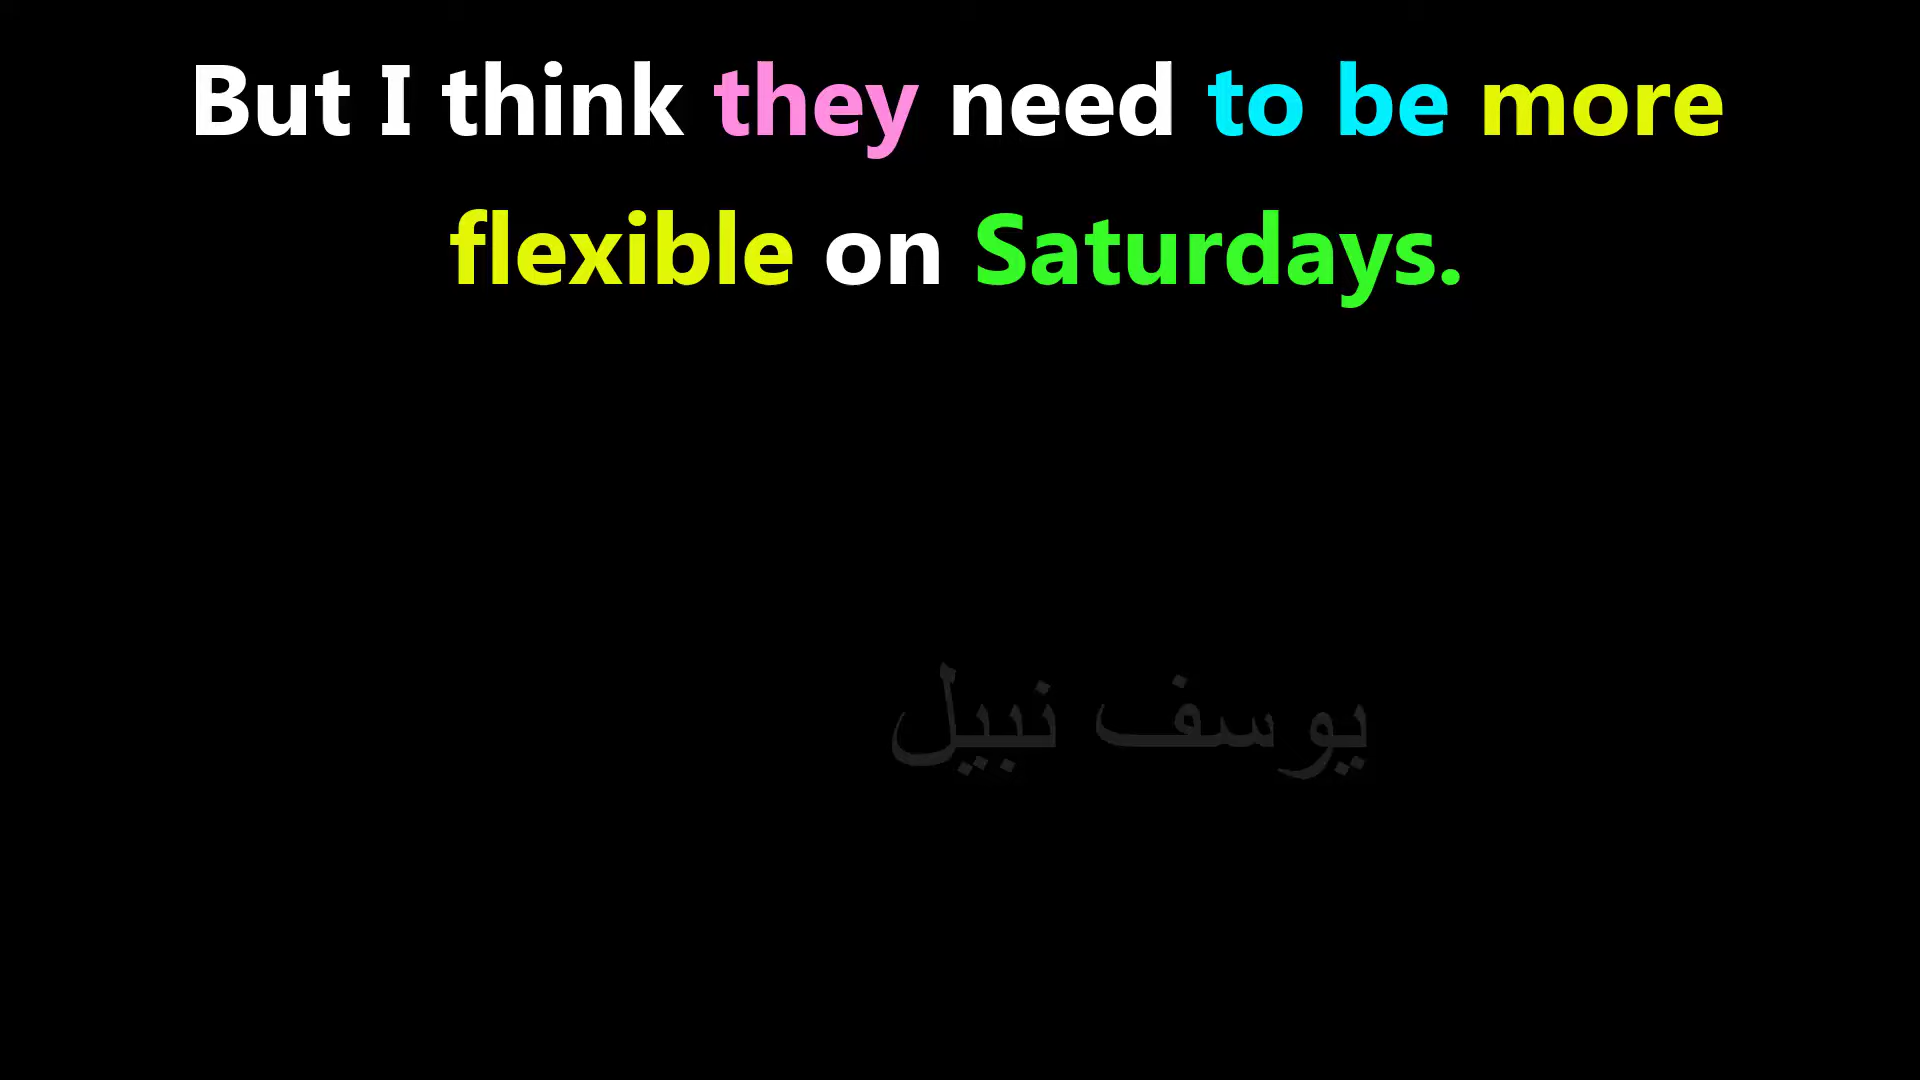 But I think they need to be more
flexible on Saturdays.
يوسف نبيل